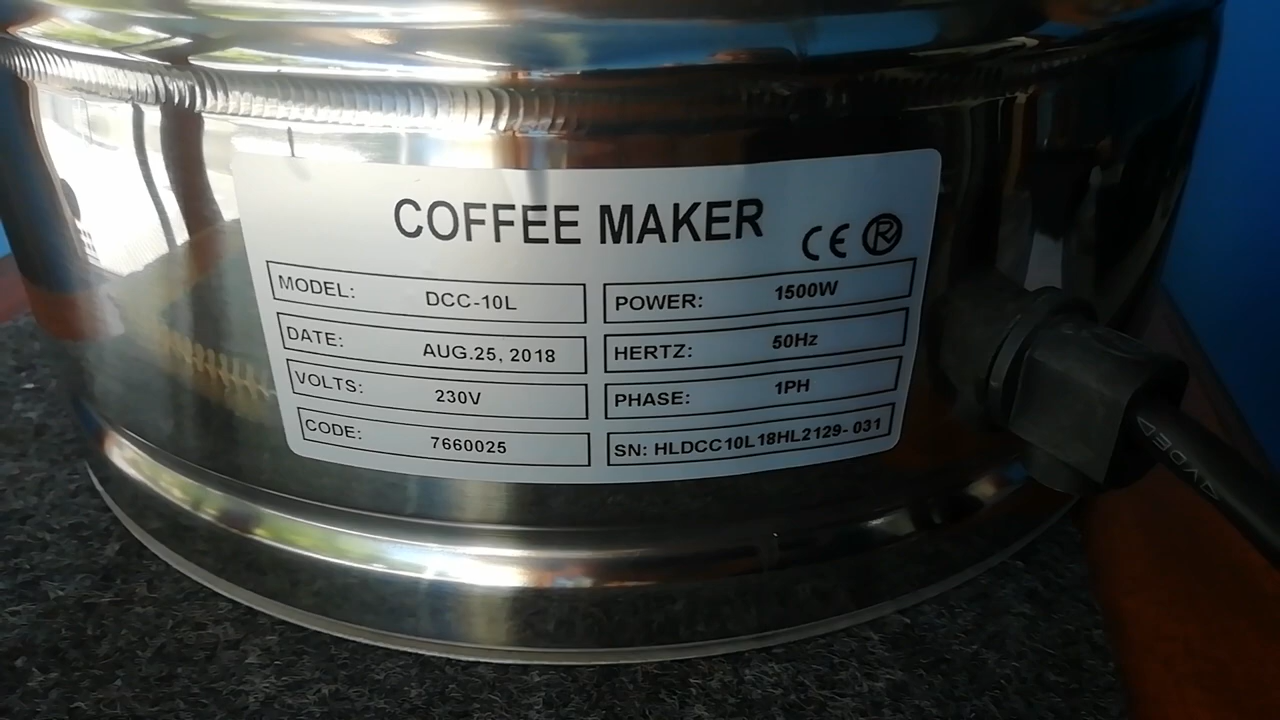 COFFEE MAKER
CE ®
MODEL: DCC-10L
POWER: 1500W
DATE: AUG.25, 2018
HERTZ: 50Hz
VOLTS: 230V
PHASE: 1PH
CODE: 7660025
SN: HLDCC10L18HL2129-031